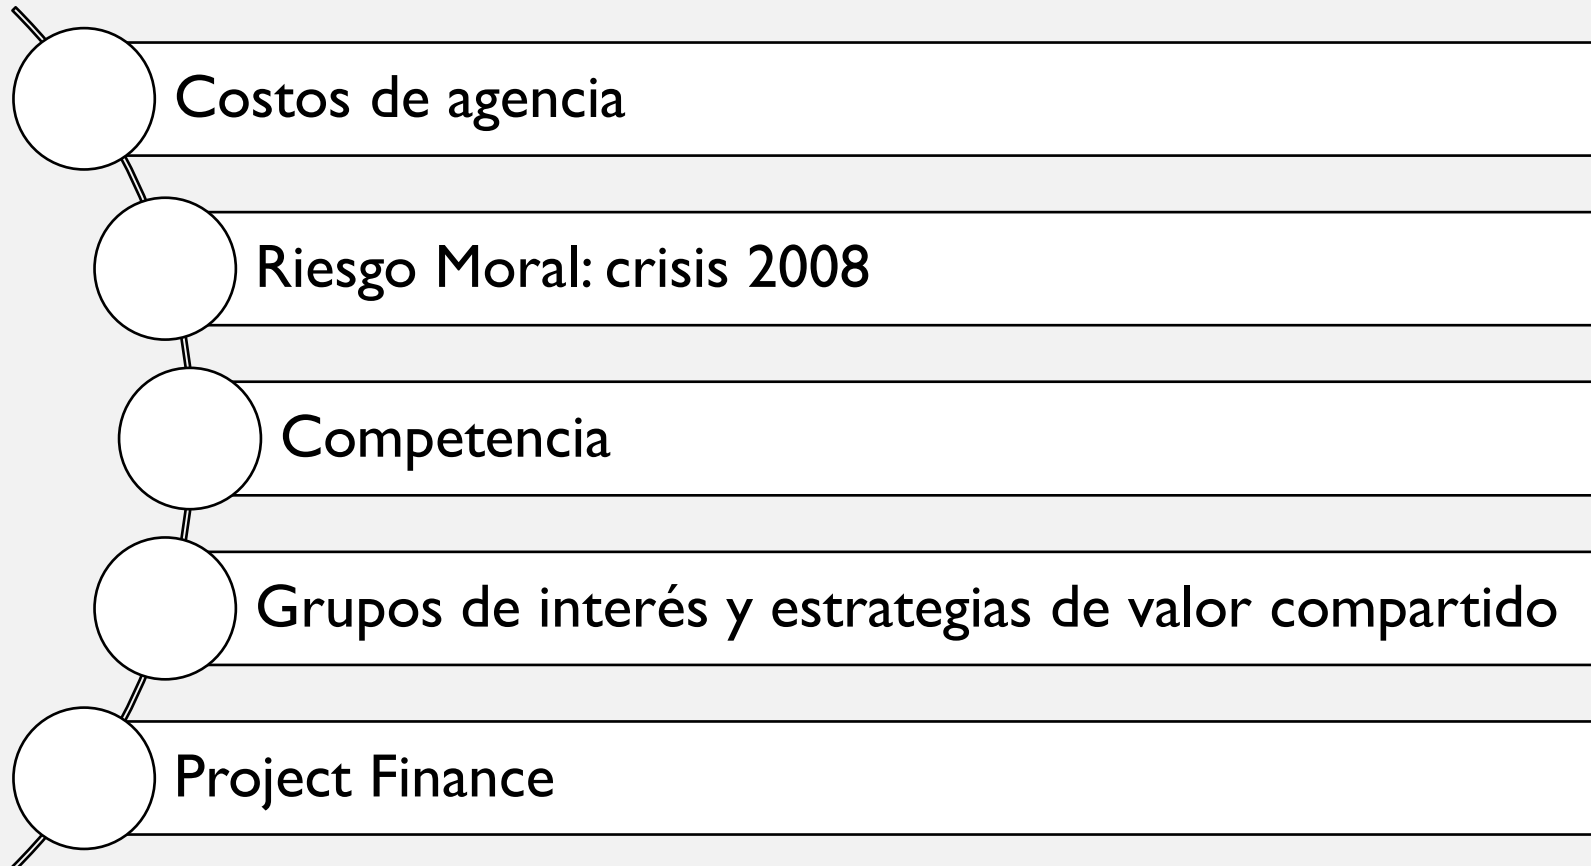 Costos de agencia
Riesgo Moral: crisis 2008
Competencia
Grupos de interés y estrategias de valor compartido
Project Finance